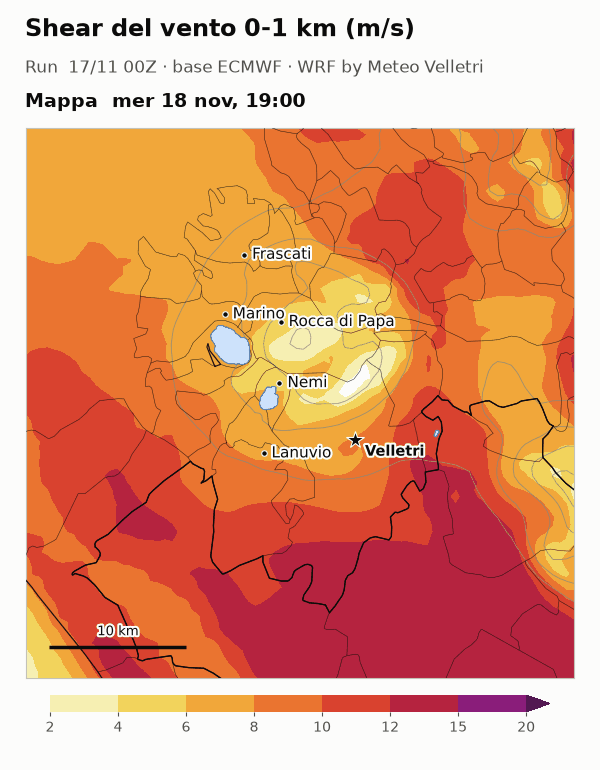 Shear del vento 0-1 km (m/s)
Run  17/11 00Z · base ECMWF · WRF by Meteo Velletri
Mappa  mer 18 nov, 19:00
Frascati
Marino
Rocca di Papa
Nemi
Velletri
Lanuvio
10 km
2 4 6 8 10 12 15 20